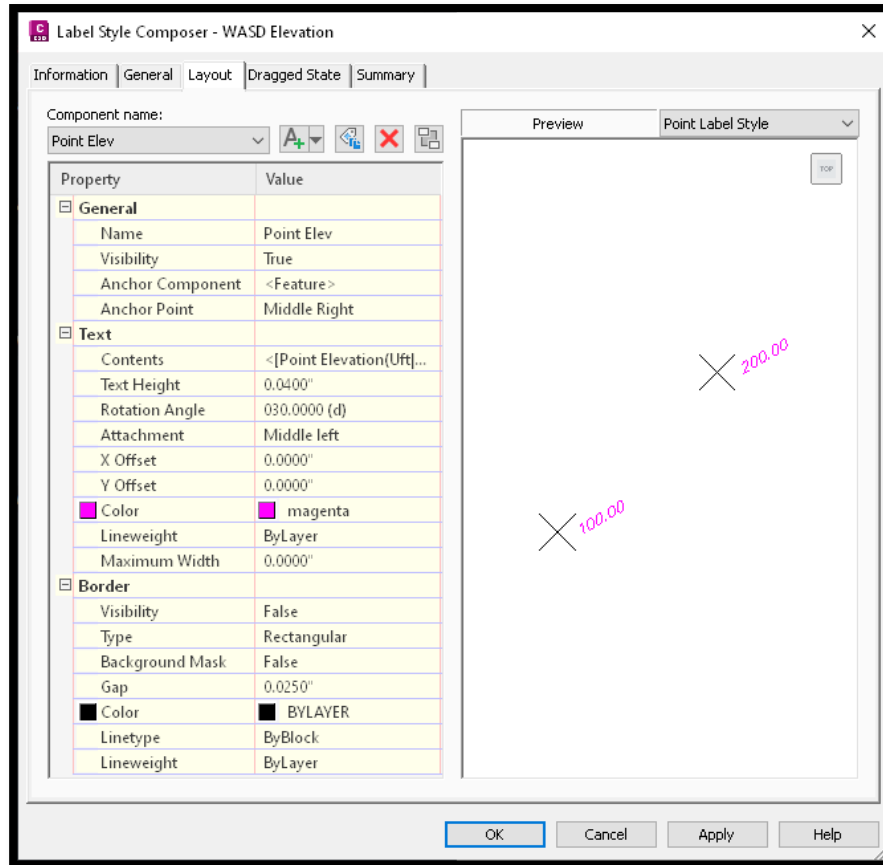 C
C3D
Label Style Composer - WASD Elevation
Information General Layout Dragged State Summary
Component name:
Point Elev
Preview Point Label Style
TOP
Property Value
General
Name Point Elev
Visibility True
Anchor Component <Feature>
Anchor Point Middle Right
Text
Contents <[Point Elevation(Uft|...
Text Height 0.0400"
Rotation Angle 030.0000 (d)
Attachment Middle left
X Offset 0.0000"
Y Offset 0.0000"
Color magenta
Lineweight ByLayer
Maximum Width 0.0000"
Border
Visibility False
Type Rectangular
Background Mask False
Gap 0.0250"
Color BYLAYER
Linetype ByBlock
Lineweight ByLayer
200.00
100.00
OK Cancel Apply Help